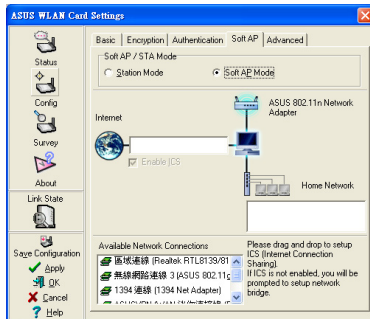 ASUS WLAN Card Settings
Status
Config
Survey
About
Link State
Save Configuration
Apply
OK
Cancel
Help
Basic
Encryption
Authentication
Soft AP
Advanced
Soft AP / STA Mode
Station Mode
Soft AP Mode
Internet
ASUS 802.11n Network
Adapter
Enable ICS
Home Network
Available Network Connections
區域連線 (Realtek RTL8139/81
無線網路連線 3 (ASUS 802.11g
1394 連線 (1394 Net Adapter)
Please drag and drop to setup
ICS (Internet Connection
Sharing).
If ICS is not enabled, you will be
prompted to setup network
bridge.